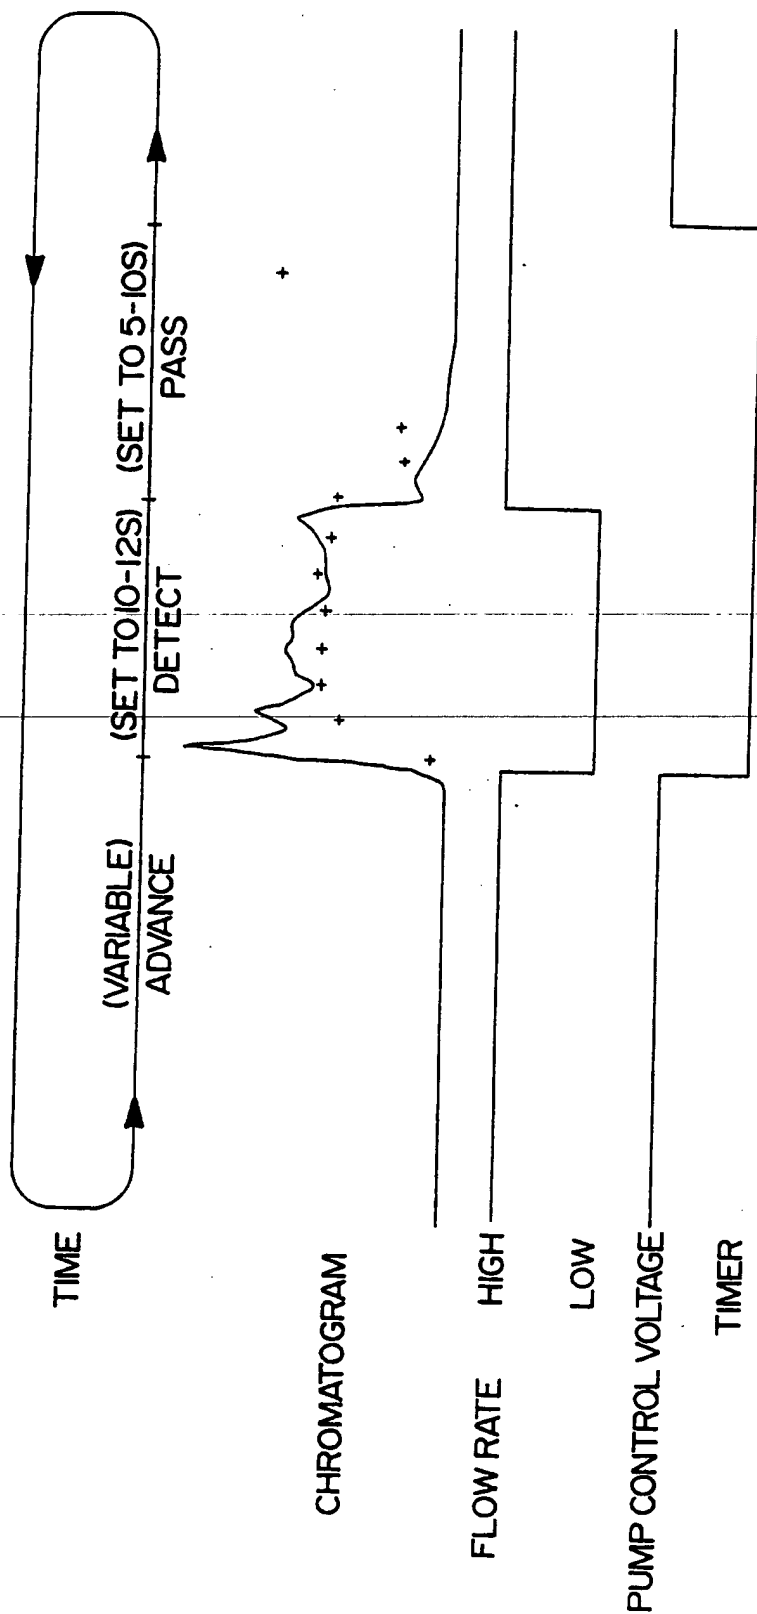 TIME
(VARIABLE)
ADVANCE
(SET TO 10-12S)
DETECT
(SET TO 5-10S)
PASS
CHROMATOGRAM
FLOW RATE HIGH
LOW
PUMP CONTROL VOLTAGE
TIMER